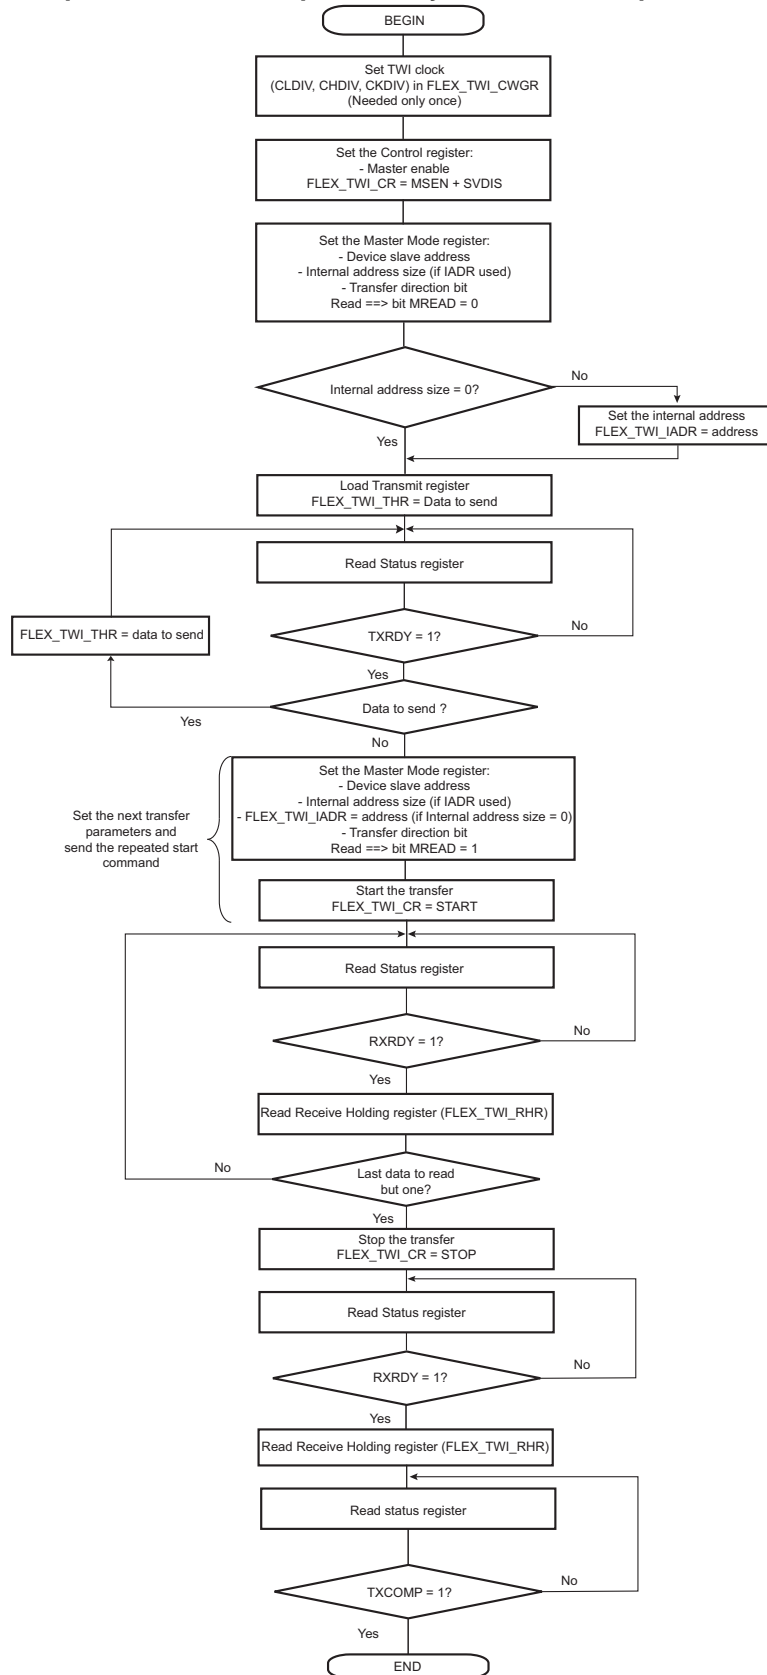 BEGIN
Set TWI clock
(CLDIV, CHDIV, CKDIV) in FLEX_TWI_CWGR
(Needed only once)
Set the Control register:
- Master enable
FLEX_TWI_CR = MSEN + SVDIS
Set the Master Mode register:
- Device slave address
- Internal address size (if IADR used)
- Transfer direction bit
Read ==> bit MREAD = 0
Internal address size = 0?
No
Set the internal address
FLEX_TWI_IADR = address
Yes
Load Transmit register
FLEX_TWI_THR = Data to send
Read Status register
FLEX_TWI_THR = data to send
TXRDY = 1?
No
Yes
Data to send ?
Yes
No
Set the next transfer
parameters and
send the repeated start
command
Set the Master Mode register:
- Device slave address
- Internal address size (if IADR used)
- FLEX_TWI_IADR = address (if Internal address size = 0)
- Transfer direction bit
Read ==> bit MREAD = 1
Start the transfer
FLEX_TWI_CR = START
Read Status register
RXRDY = 1?
No
Yes
Read Receive Holding register (FLEX_TWI_RHR)
No
Last data to read
but one?
Yes
Stop the transfer
FLEX_TWI_CR = STOP
Read Status register
RXRDY = 1?
No
Yes
Read Receive Holding register (FLEX_TWI_RHR)
Read status register
TXCOMP = 1?
No
Yes
END